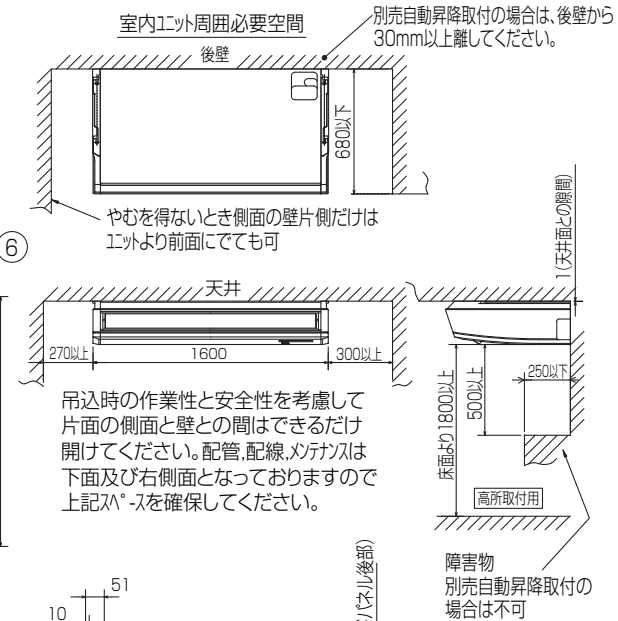 室内ユニット周囲必要空間
別売自動昇降取付の場合は、後壁から
30mm以上離してください。
後壁
680以下
やむを得ないとき側面の壁片側だけは
ユニットより前面にでても可
6
1(天井面との隙間)
天井
270以上
1600
300以上
床面より1800以上
500以上
250以下
吊込時の作業性と安全性を考慮して
片面の側面と壁との間はできるだけ
開けてください。配管,配線,メンテナンスは
下面及び右側面となっておりますので
上記スペースを確保してください。
高所取付用
障害物
別売自動昇降取付の
場合は不可
51
10
パネル後部)